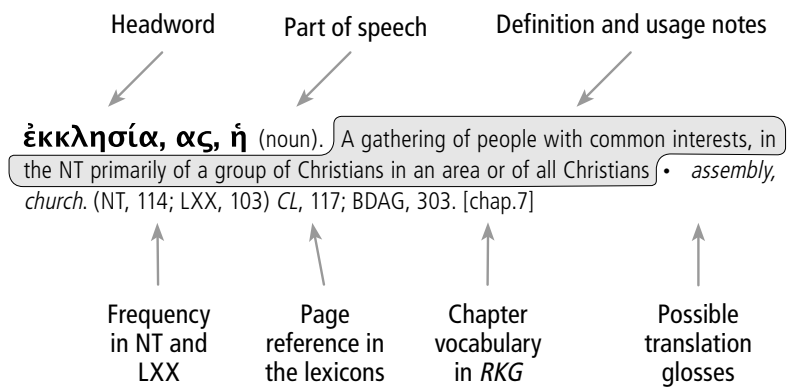 Headword Part of speech Definition and usage notes
ἐκκλησία, ας, ἡ (noun). A gathering of people with common interests, in
the NT primarily of a group of Christians in an area or of all Christians • assembly,
church. (NT, 114; LXX, 103) CL, 117; BDAG, 303. [chap.7]
Frequency
in NT and
LXX
Page
reference in
the lexicons
Chapter
vocabulary
in RKG
Possible
translation
glosses